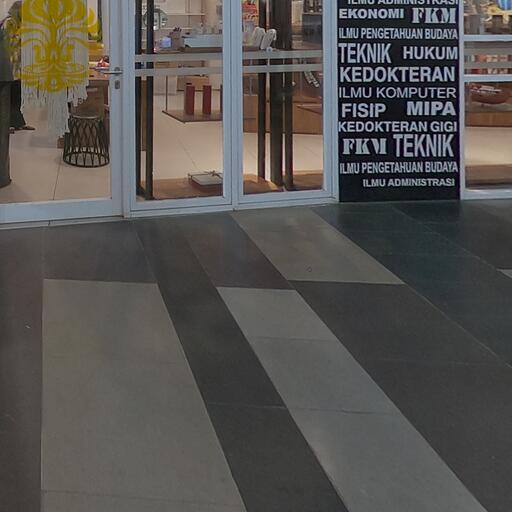 ILMU ADMINISTRASI
EKONOMI FKM
ILMU PENGETAHUAN BUDAYA
TEKNIK HUKUM
KEDOKTERAN
ILMU KOMPUTER
FISIP MIPA
KEDOKTERAN GIGI
FKM TEKNIK
ILMU PENGETAHUAN BUDAYA
ILMU ADMINISTRASI